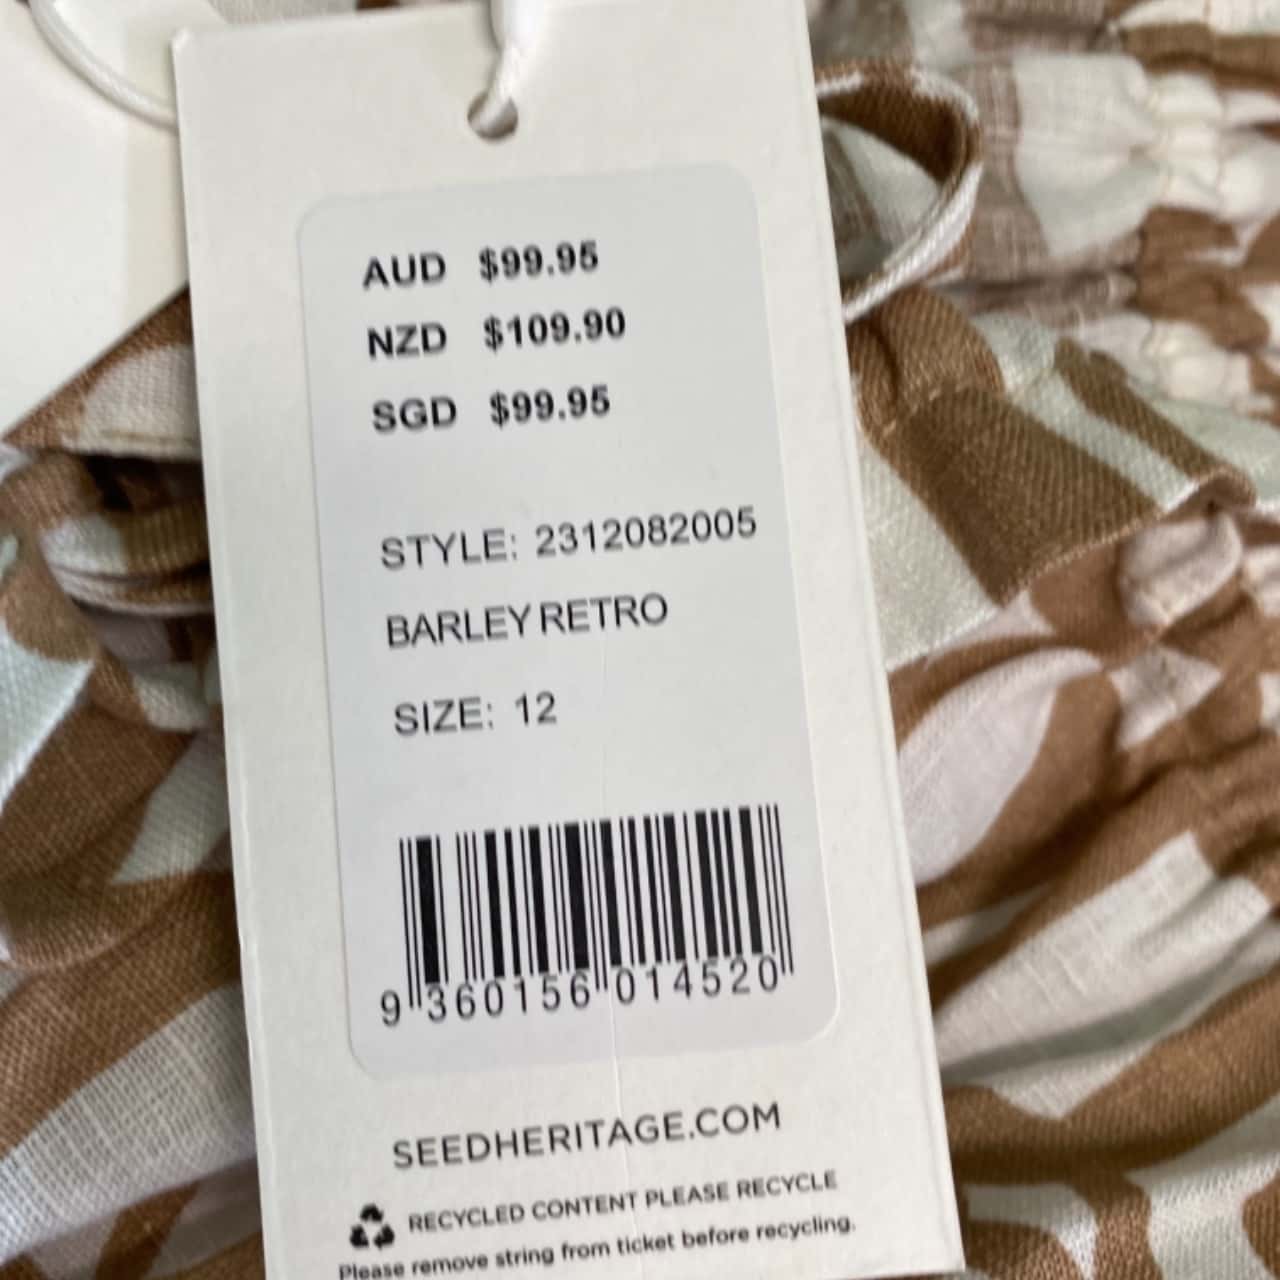 AUD $99.95
NZD $109.90
SGD $99.95
STYLE: 2312082005
BARLEY RETRO
SIZE: 12
9 360156 014520
SEEDHERITAGE.COM
RECYCLED CONTENT PLEASE RECYCLE
Please remove string from ticket before recycling.